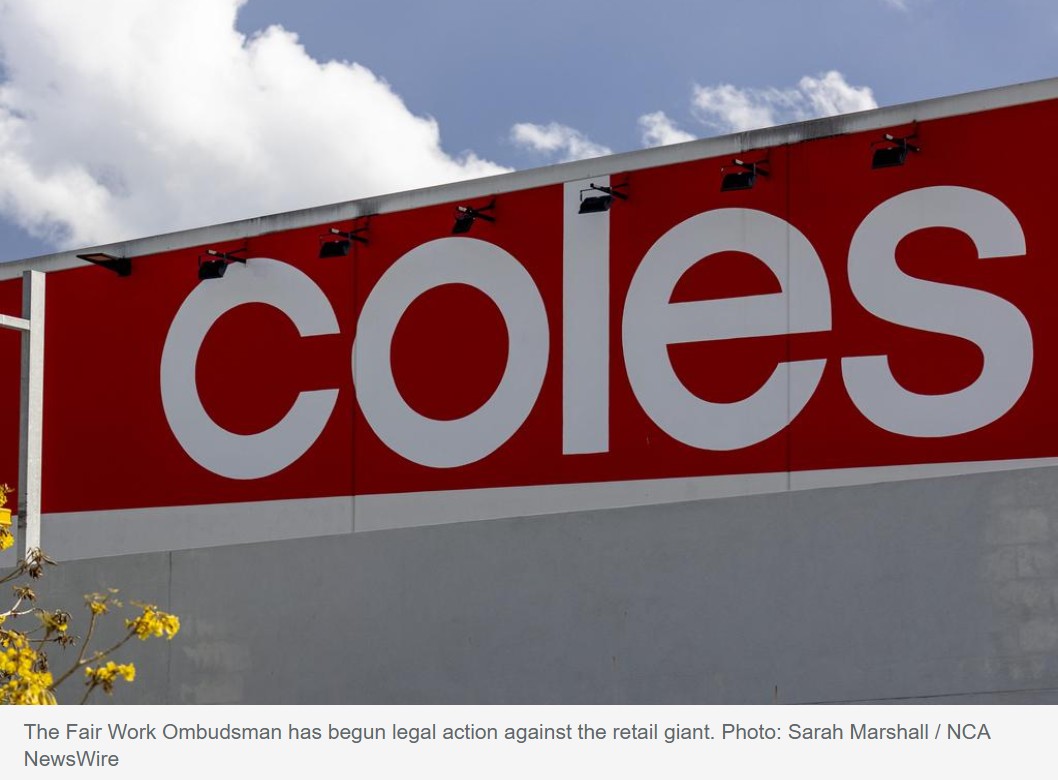 coles
The Fair Work Ombudsman has begun legal action against the retail giant. Photo: Sarah Marshall / NCA
NewsWire